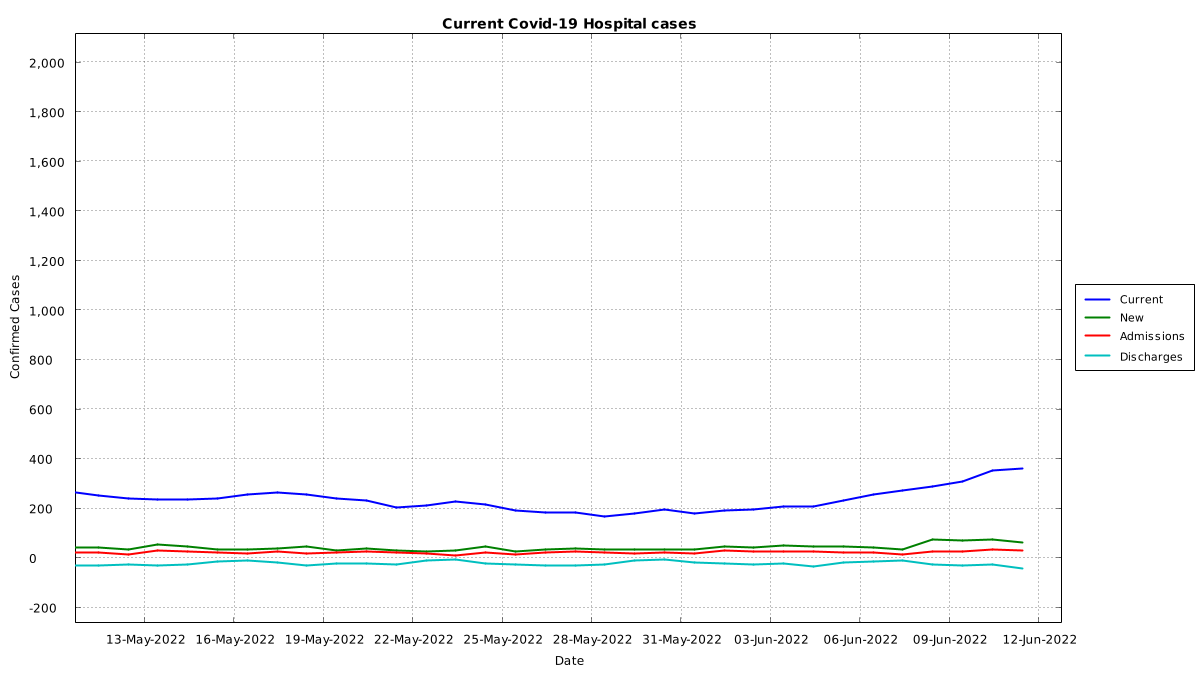 Current Covid-19 Hospital cases
2,000
1,800
1,600
1,400
1,200
1,000
800
600
400
200
0
-200
Confirmed Cases
13-May-2022 16-May-2022 19-May-2022 22-May-2022 25-May-2022 28-May-2022 31-May-2022 03-Jun-2022 06-Jun-2022 09-Jun-2022 12-Jun-2022
Date
Current
New
Admissions
Discharges